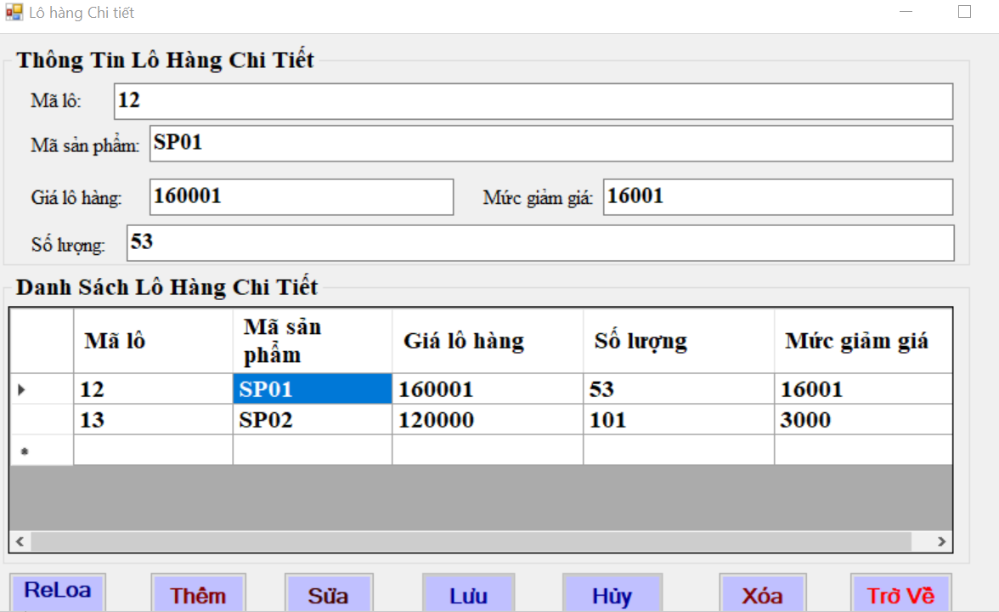 Lô hàng Chi tiết
Thông Tin Lô Hàng Chi Tiết
Mã lô: 12
Mã sản phẩm: SP01
Giá lô hàng: 160001 Mức giảm giá: 16001
Số lượng: 53
Danh Sách Lô Hàng Chi Tiết
Mã lô Mã sản phẩm Giá lô hàng Số lượng Mức giảm giá
12 SP01 160001 53 16001
13 SP02 120000 101 3000
ReLoa Thêm Sửa Lưu Hủy Xóa Trở Về